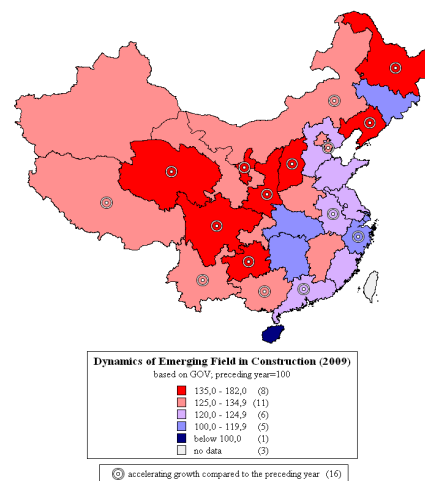 Dynamics of Emerging Field in Construction (2009)
based on GOV; preceding year=100
135,0 - 182,0 (8)
125,0 - 134,9 (11)
120,0 - 124,9 (6)
100,0 - 119,9 (5)
below 100,0 (1)
no data (3)
accelerating growth compared to the preceding year (16)